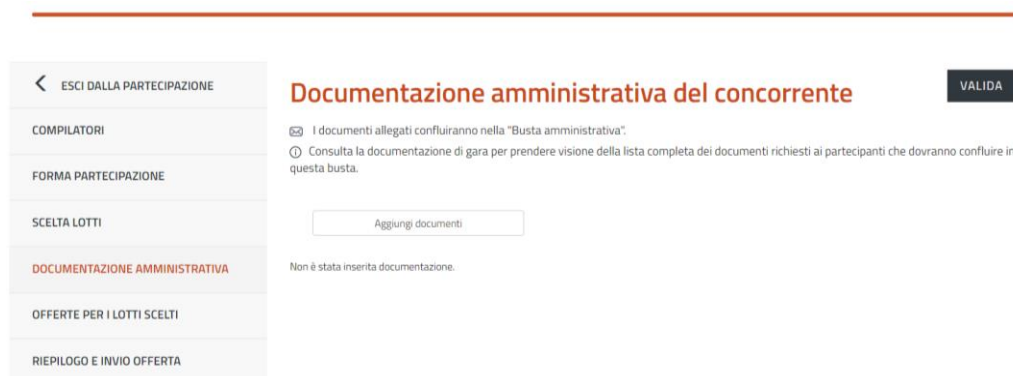 ESCI DALLA PARTECIPAZIONE
COMPILATORI
FORMA PARTECIPAZIONE
SCELTA LOTTI
DOCUMENTAZIONE AMMINISTRATIVA
OFFERTE PER I LOTTI SCELTI
RIEPILOGO E INVIO OFFERTA
Documentazione amministrativa del concorrente
VALIDA
I documenti allegati confluiranno nella "Busta amministrativa".
Consulta la documentazione di gara per prendere visione della lista completa dei documenti richiesti ai partecipanti che dovranno confluire in
questa busta.
Aggiungi documenti
Non è stata inserita documentazione.